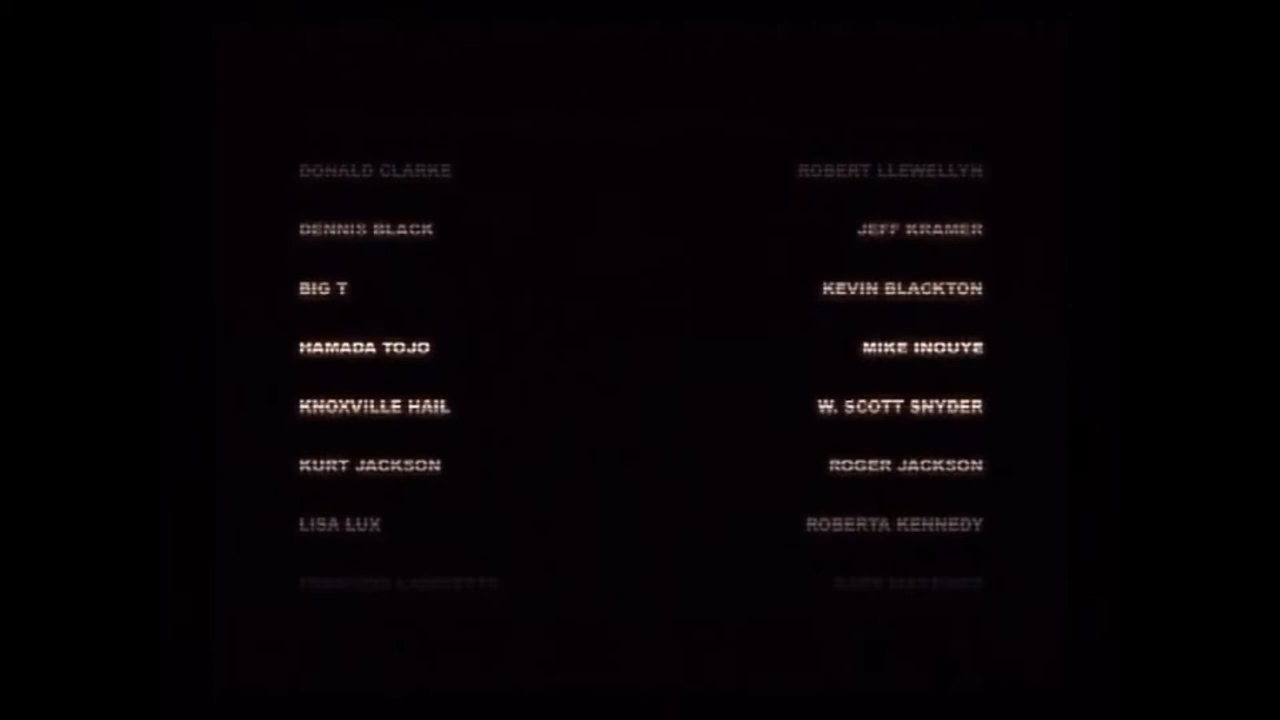 DONALD CLARKE ROBERT LLEWELLYN
DENNIS BLACK JEFF KRAMER
BIG T KEVIN BLACKTON
HAMADA TOJO MIKE INOUYE
KNOXVILLE HAIL W. SCOTT SNYDER
KURT JACKSON ROGER JACKSON
LISA LUX ROBERTA KENNEDY